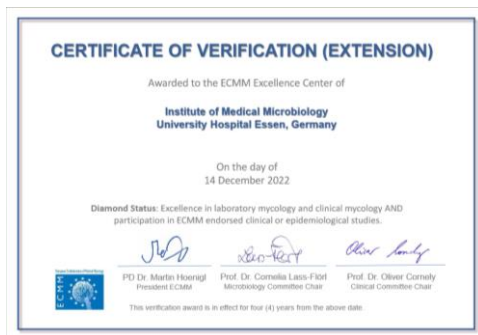 CERTIFICATE OF VERIFICATION (EXTENSION)
Awarded to the ECMM Excellence Center of
Institute of Medical Microbiology
University Hospital Essen, Germany
On the day of
14 December 2022
Diamond Status: Excellence in laboratory mycology and clinical mycology AND
participation in ECMM endorsed clinical or epidemiological studies.
PD Dr. Martin Hoenigl
President ECMM
Prof. Dr. Cornelia Lass-Flörl
Microbiology Committee Chair
Prof. Dr. Oliver Cornely
Clinical Committee Chair
ECMM
This verification award is in effect for four (4) years from the above date.